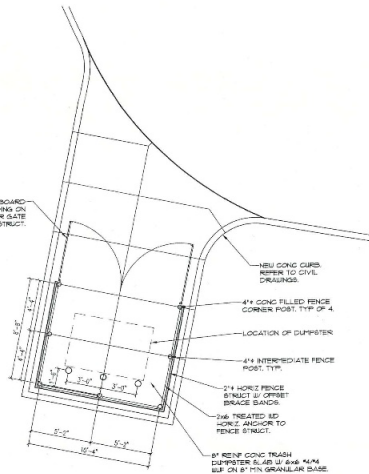 BOARD
ING ON
R GATE
STRUCT.
NEW CONC CURB.
REFER TO CIVIL
DRAWINGS.
4"φ CONC FILLED FENCE
CORNER POST. TYP OF 4.
LOCATION OF DUMPSTER
4"φ INTERMEDIATE FENCE
POST. TYP.
2"φ HORIZ FENCE
STRUCT W/ OFFSET
BRACE BANDS.
2x6 TREATED WD
HORIZ. ANCHOR TO
FENCE STRUCT.
8" REINF CONC TRASH
DUMPSTER SLAB W/ 6x6 #4/#4
WWF ON 8" MIN GRANULAR BASE.
3'-0"
3'-0"
5'-2"
5'-2"
10'-4"